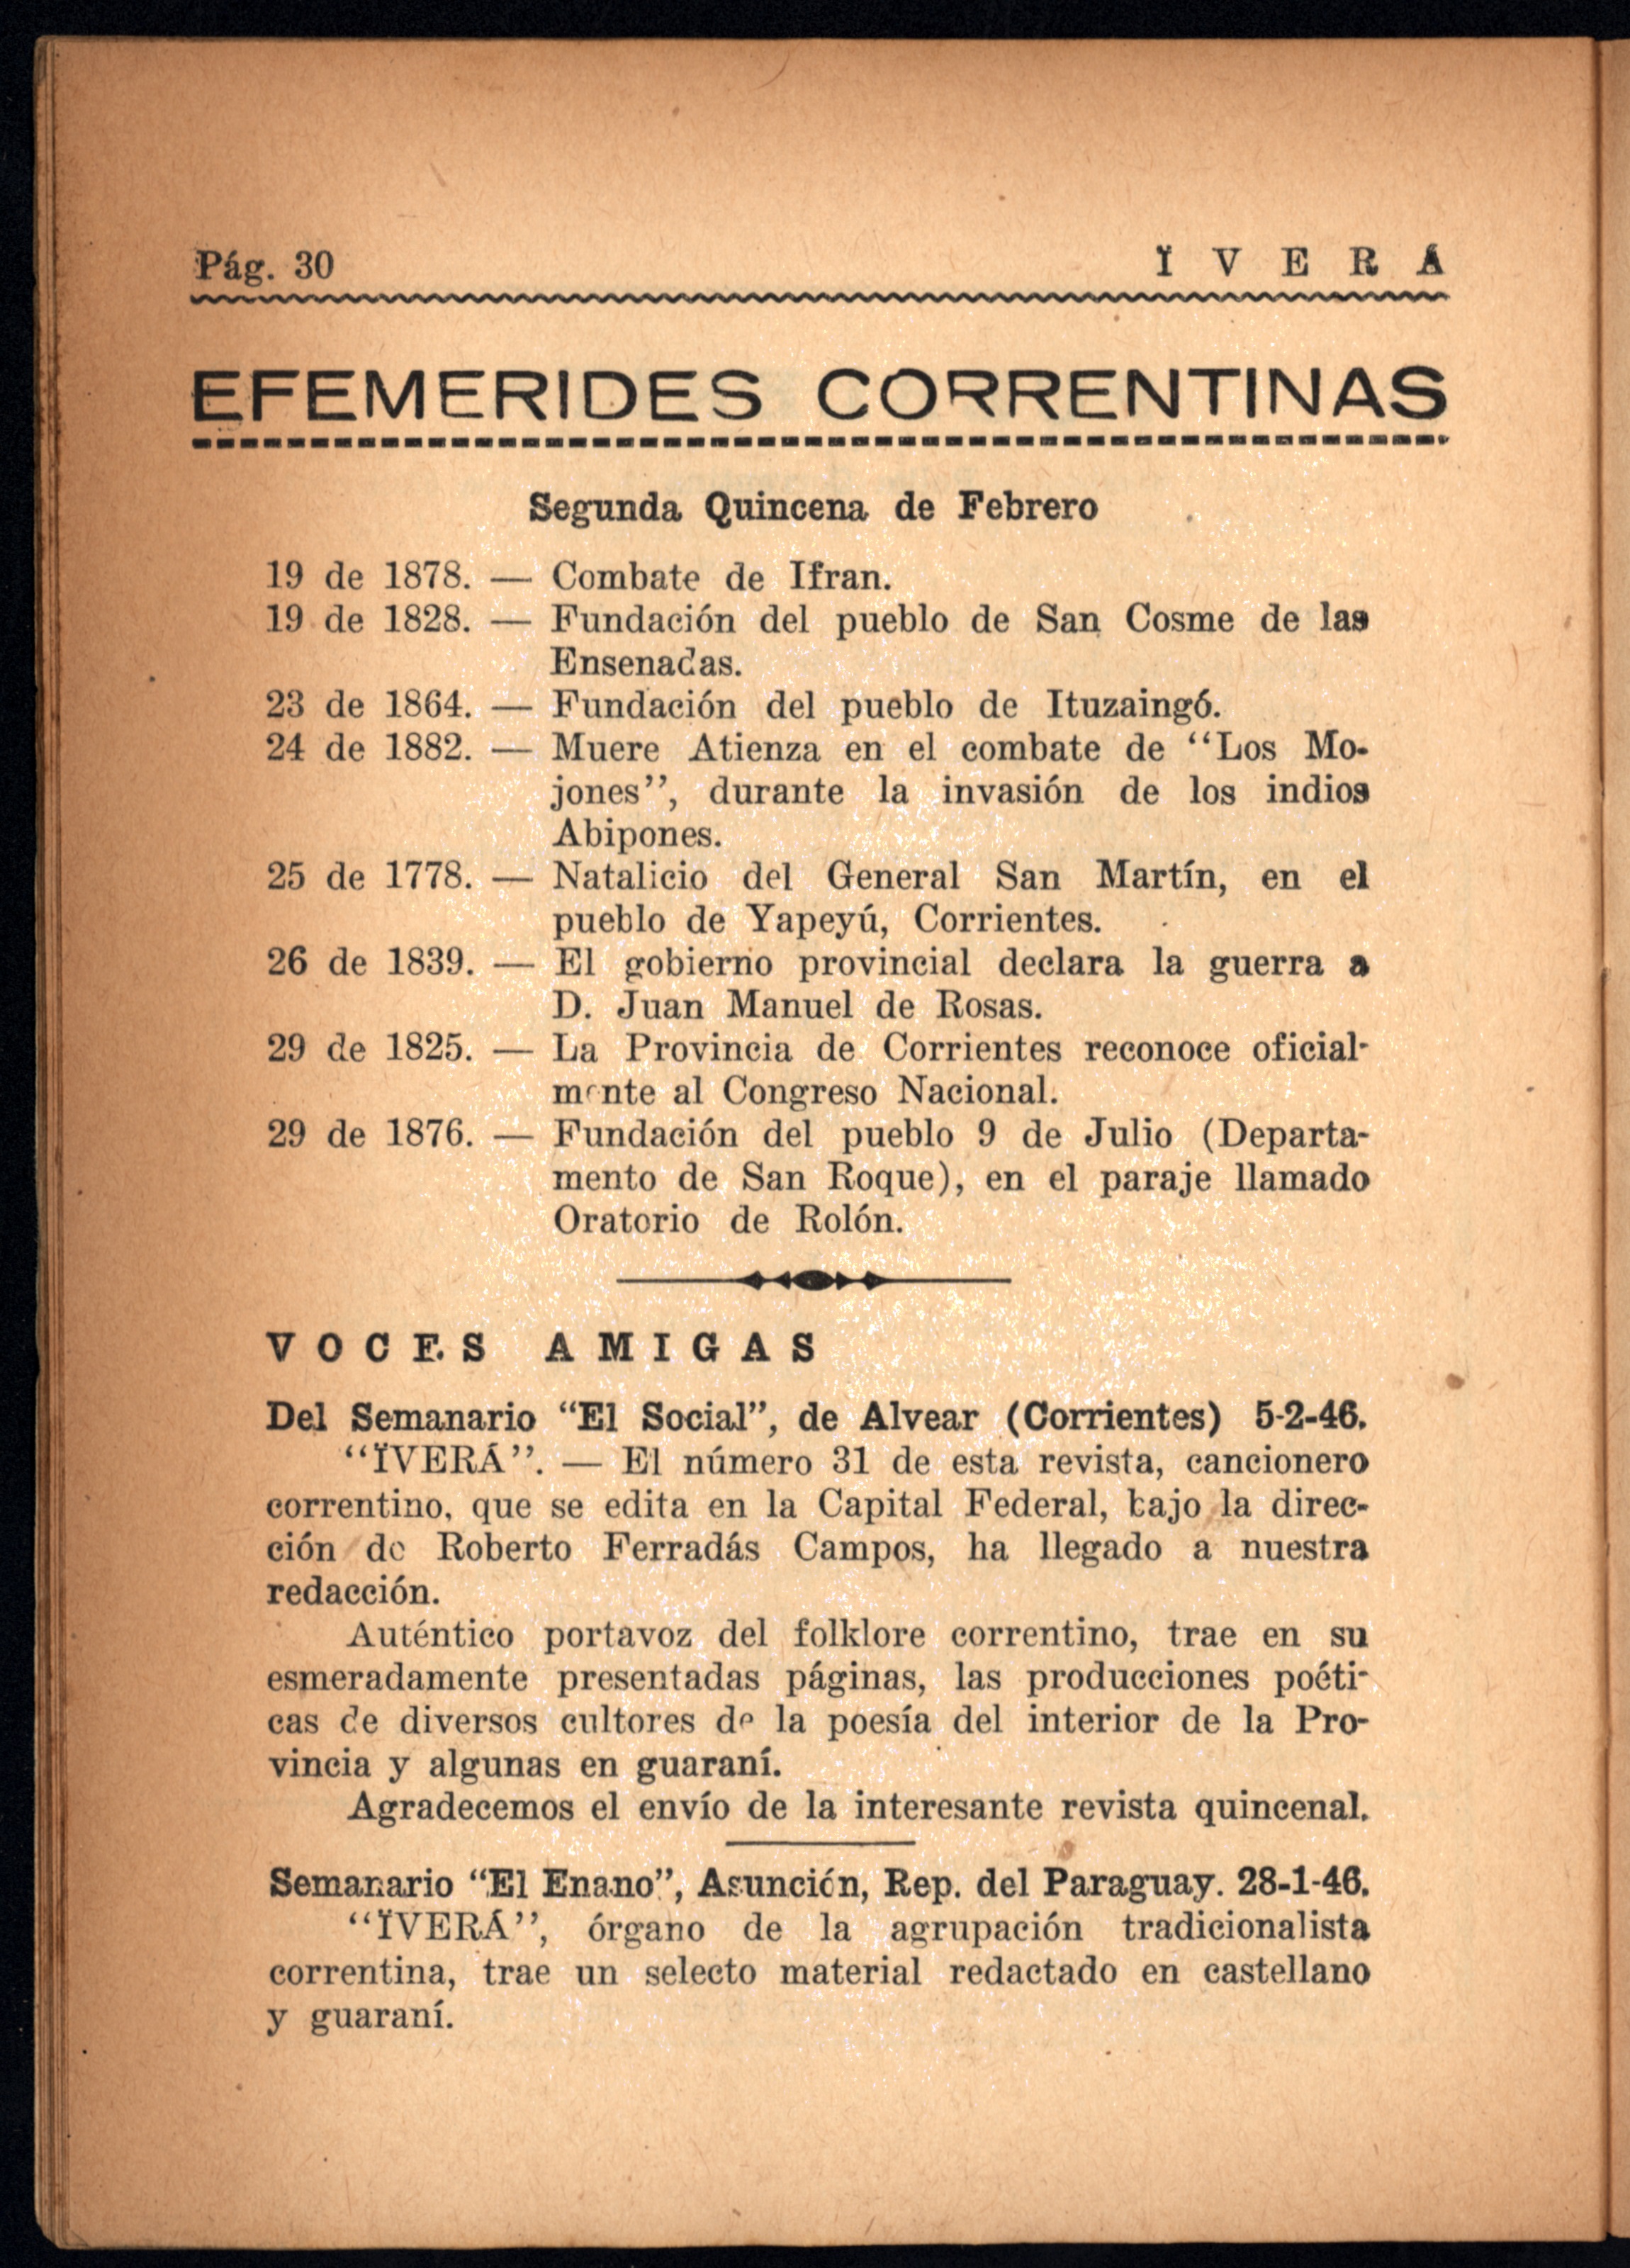 Pág. 30
Ï V E R Á
EFEMERIDES CORRENTINAS
Segunda Quincena de Febrero
19 de 1878. — Combate de Ifran.
19 de 1828. — Fundación del pueblo de San Cosme de las
Ensenadas.
23 de 1864. — Fundación del pueblo de Ituzaingó.
24 de 1882. — Muere Atienza en el combate de “Los Mo-
jones”, durante la invasión de los indios
Abipones.
25 de 1778. — Natalicio del General San Martín, en el
pueblo de Yapeyú, Corrientes.
26 de 1839. — El gobierno provincial declara la guerra a
D. Juan Manuel de Rosas.
29 de 1825. — La Provincia de Corrientes reconoce oficial-
mente al Congreso Nacional.
29 de 1876. — Fundación del pueblo 9 de Julio (Departa-
mento de San Roque), en el paraje llamado
Oratorio de Rolón.
VOCES AMIGAS
Del Semanario “El Social”, de Alvear (Corrientes) 5-2-46.
“ÏVERÁ”. — El número 31 de esta revista, cancionero
correntino, que se edita en la Capital Federal, bajo la direc-
ción de Roberto Ferradás Campos, ha llegado a nuestra
redacción.
Auténtico portavoz del folklore correntino, trae en su
esmeradamente presentadas páginas, las producciones poéti-
cas de diversos cultores de la poesía del interior de la Pro-
vincia y algunas en guaraní.
Agradecemos el envío de la interesante revista quincenal.
Semanario “El Enano”, Asunción, Rep. del Paraguay. 28-1-46.
“ÏVERÁ”, órgano de la agrupación tradicionalista
correntina, trae un selecto material redactado en castellano
y guaraní.